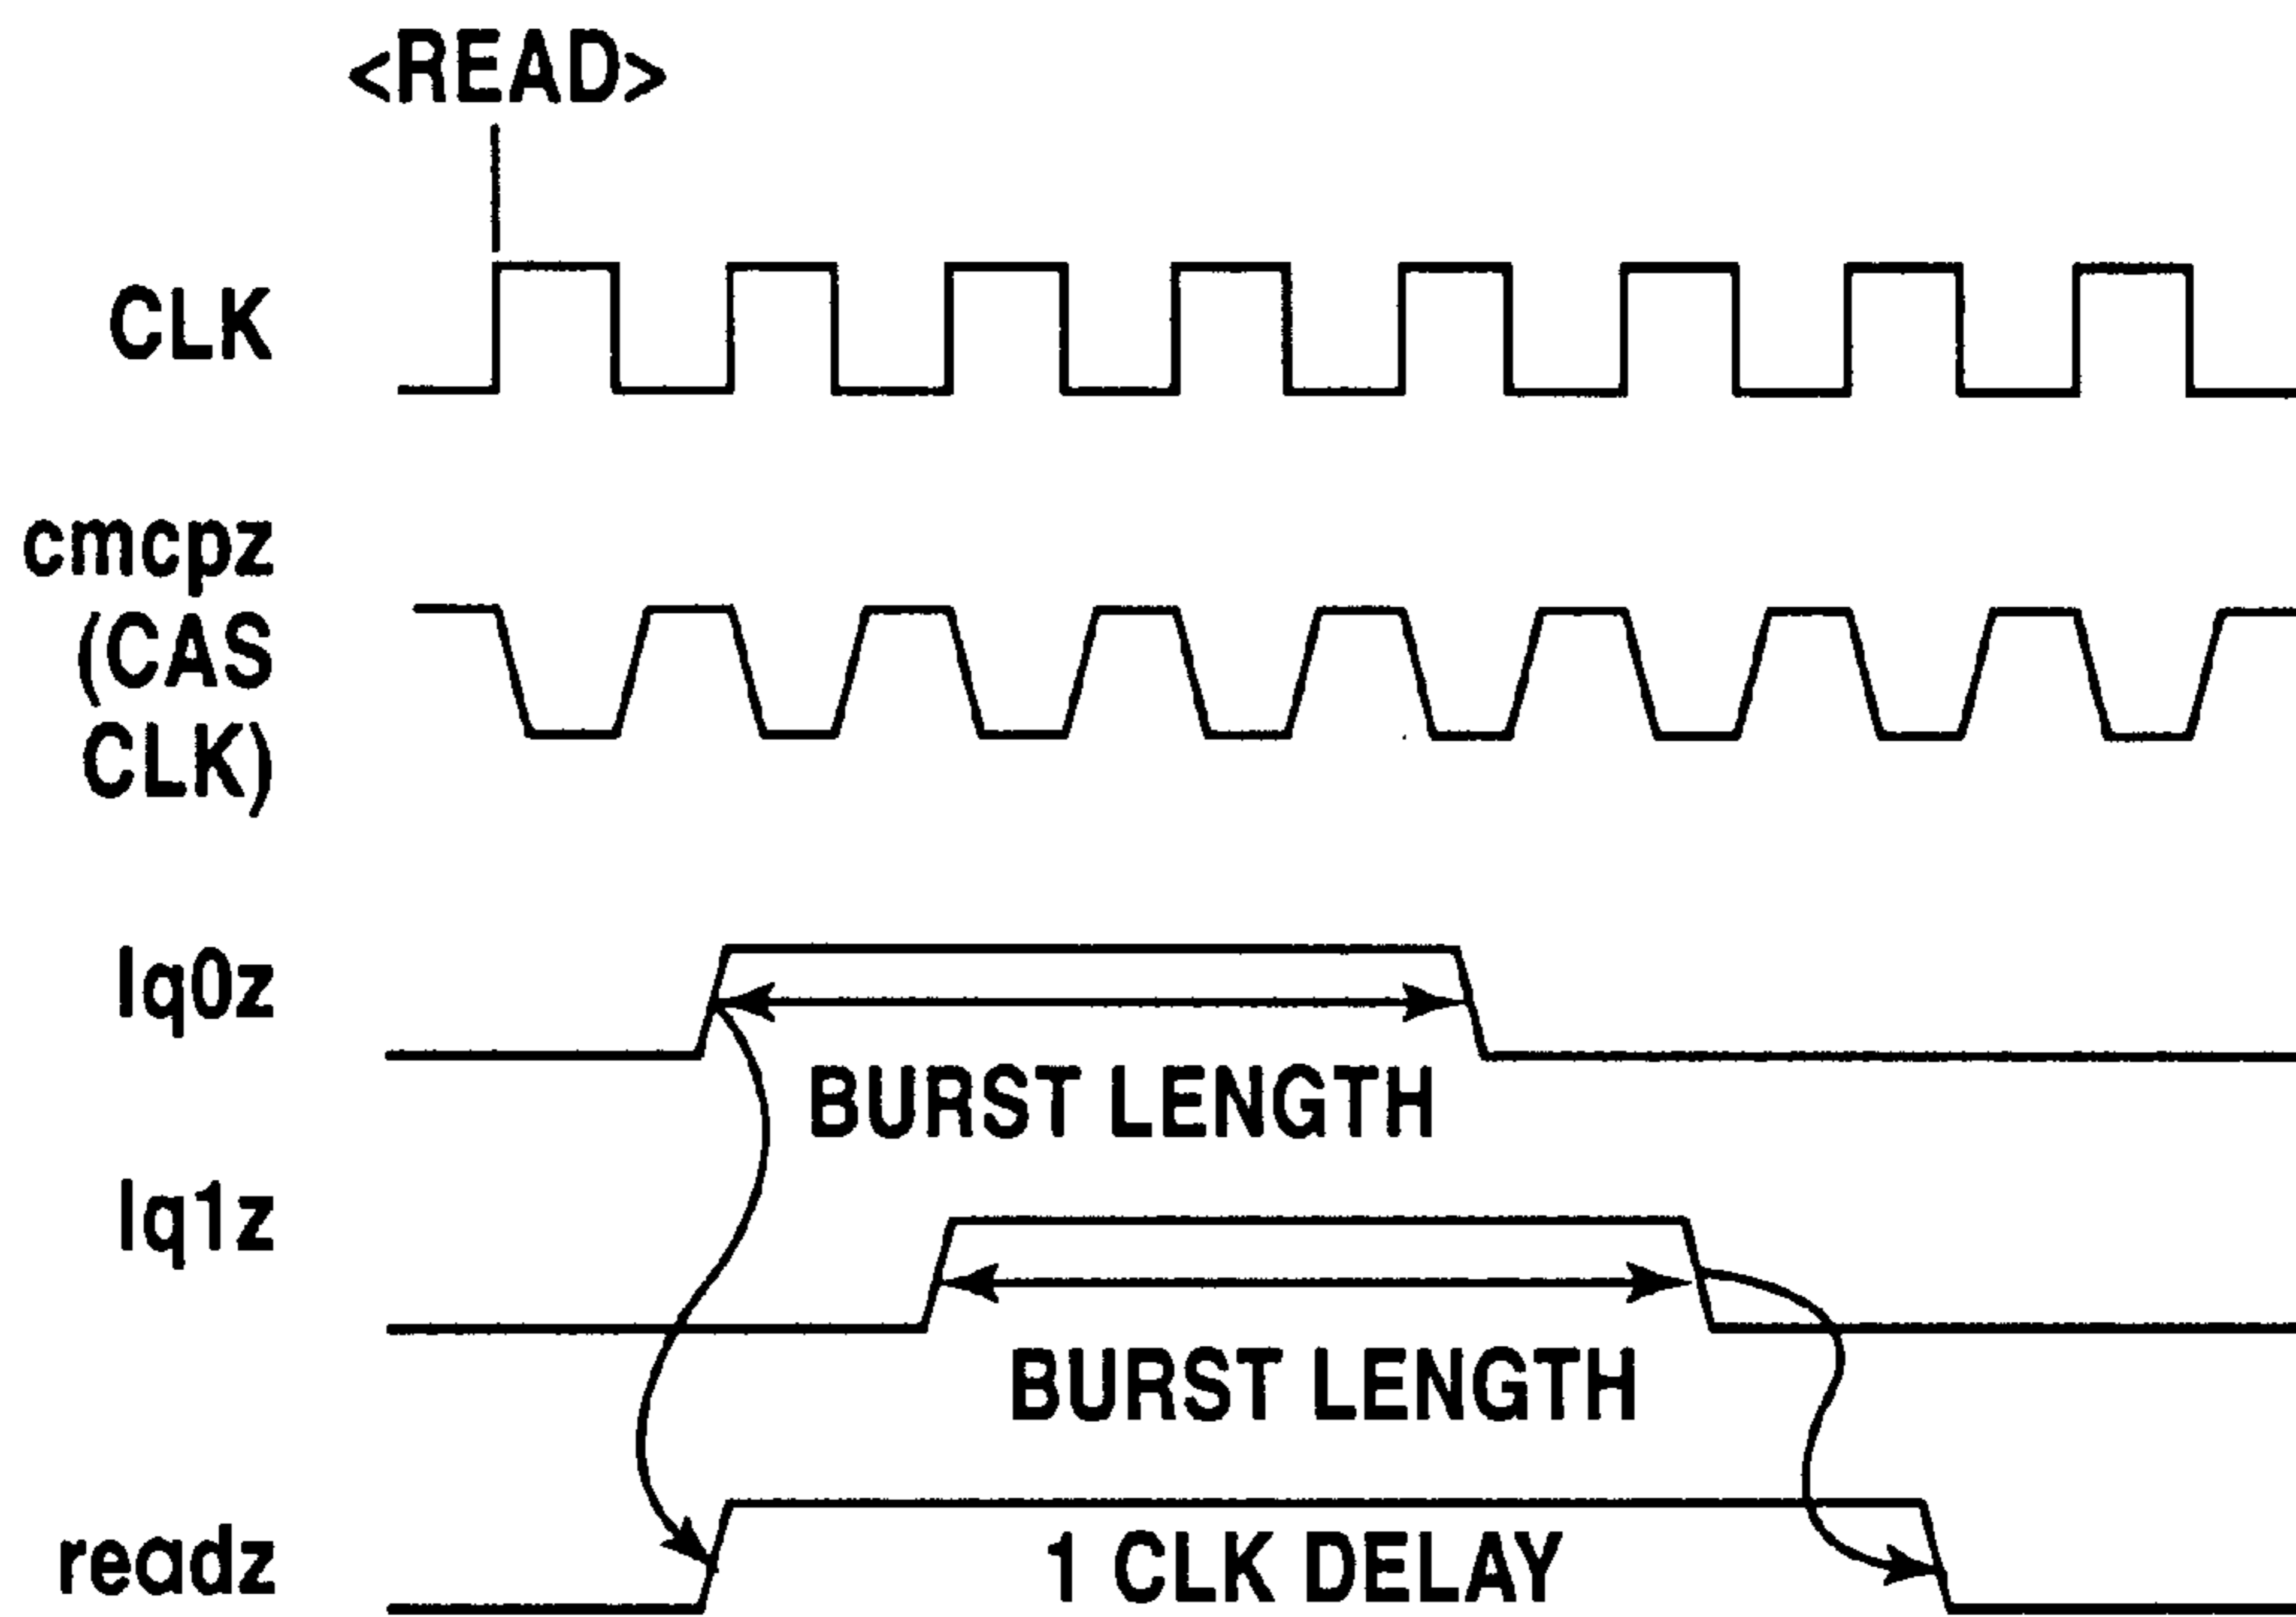 <READ>
CLK
cmcpz
(CAS
CLK)
lq0z
BURST LENGTH
lq1z
BURST LENGTH
readz
1 CLK DELAY